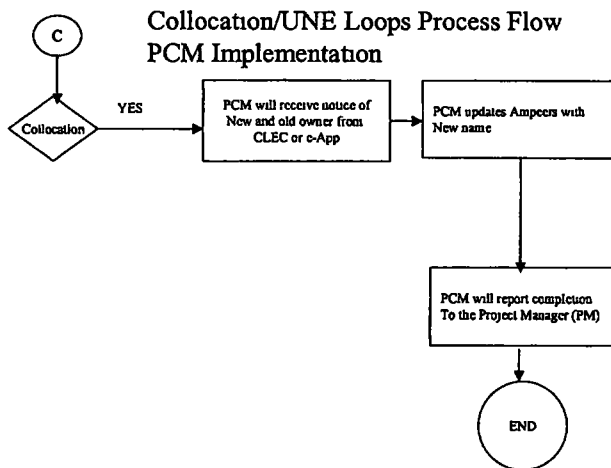 Collocation/UNE Loops Process Flow
PCM Implementation
C
Collocation
YES
PCM will receive notice of
New and old owner from
CLEC or e-App
PCM updates Ampeers with
New name
PCM will report completion
To the Project Manager (PM)
END